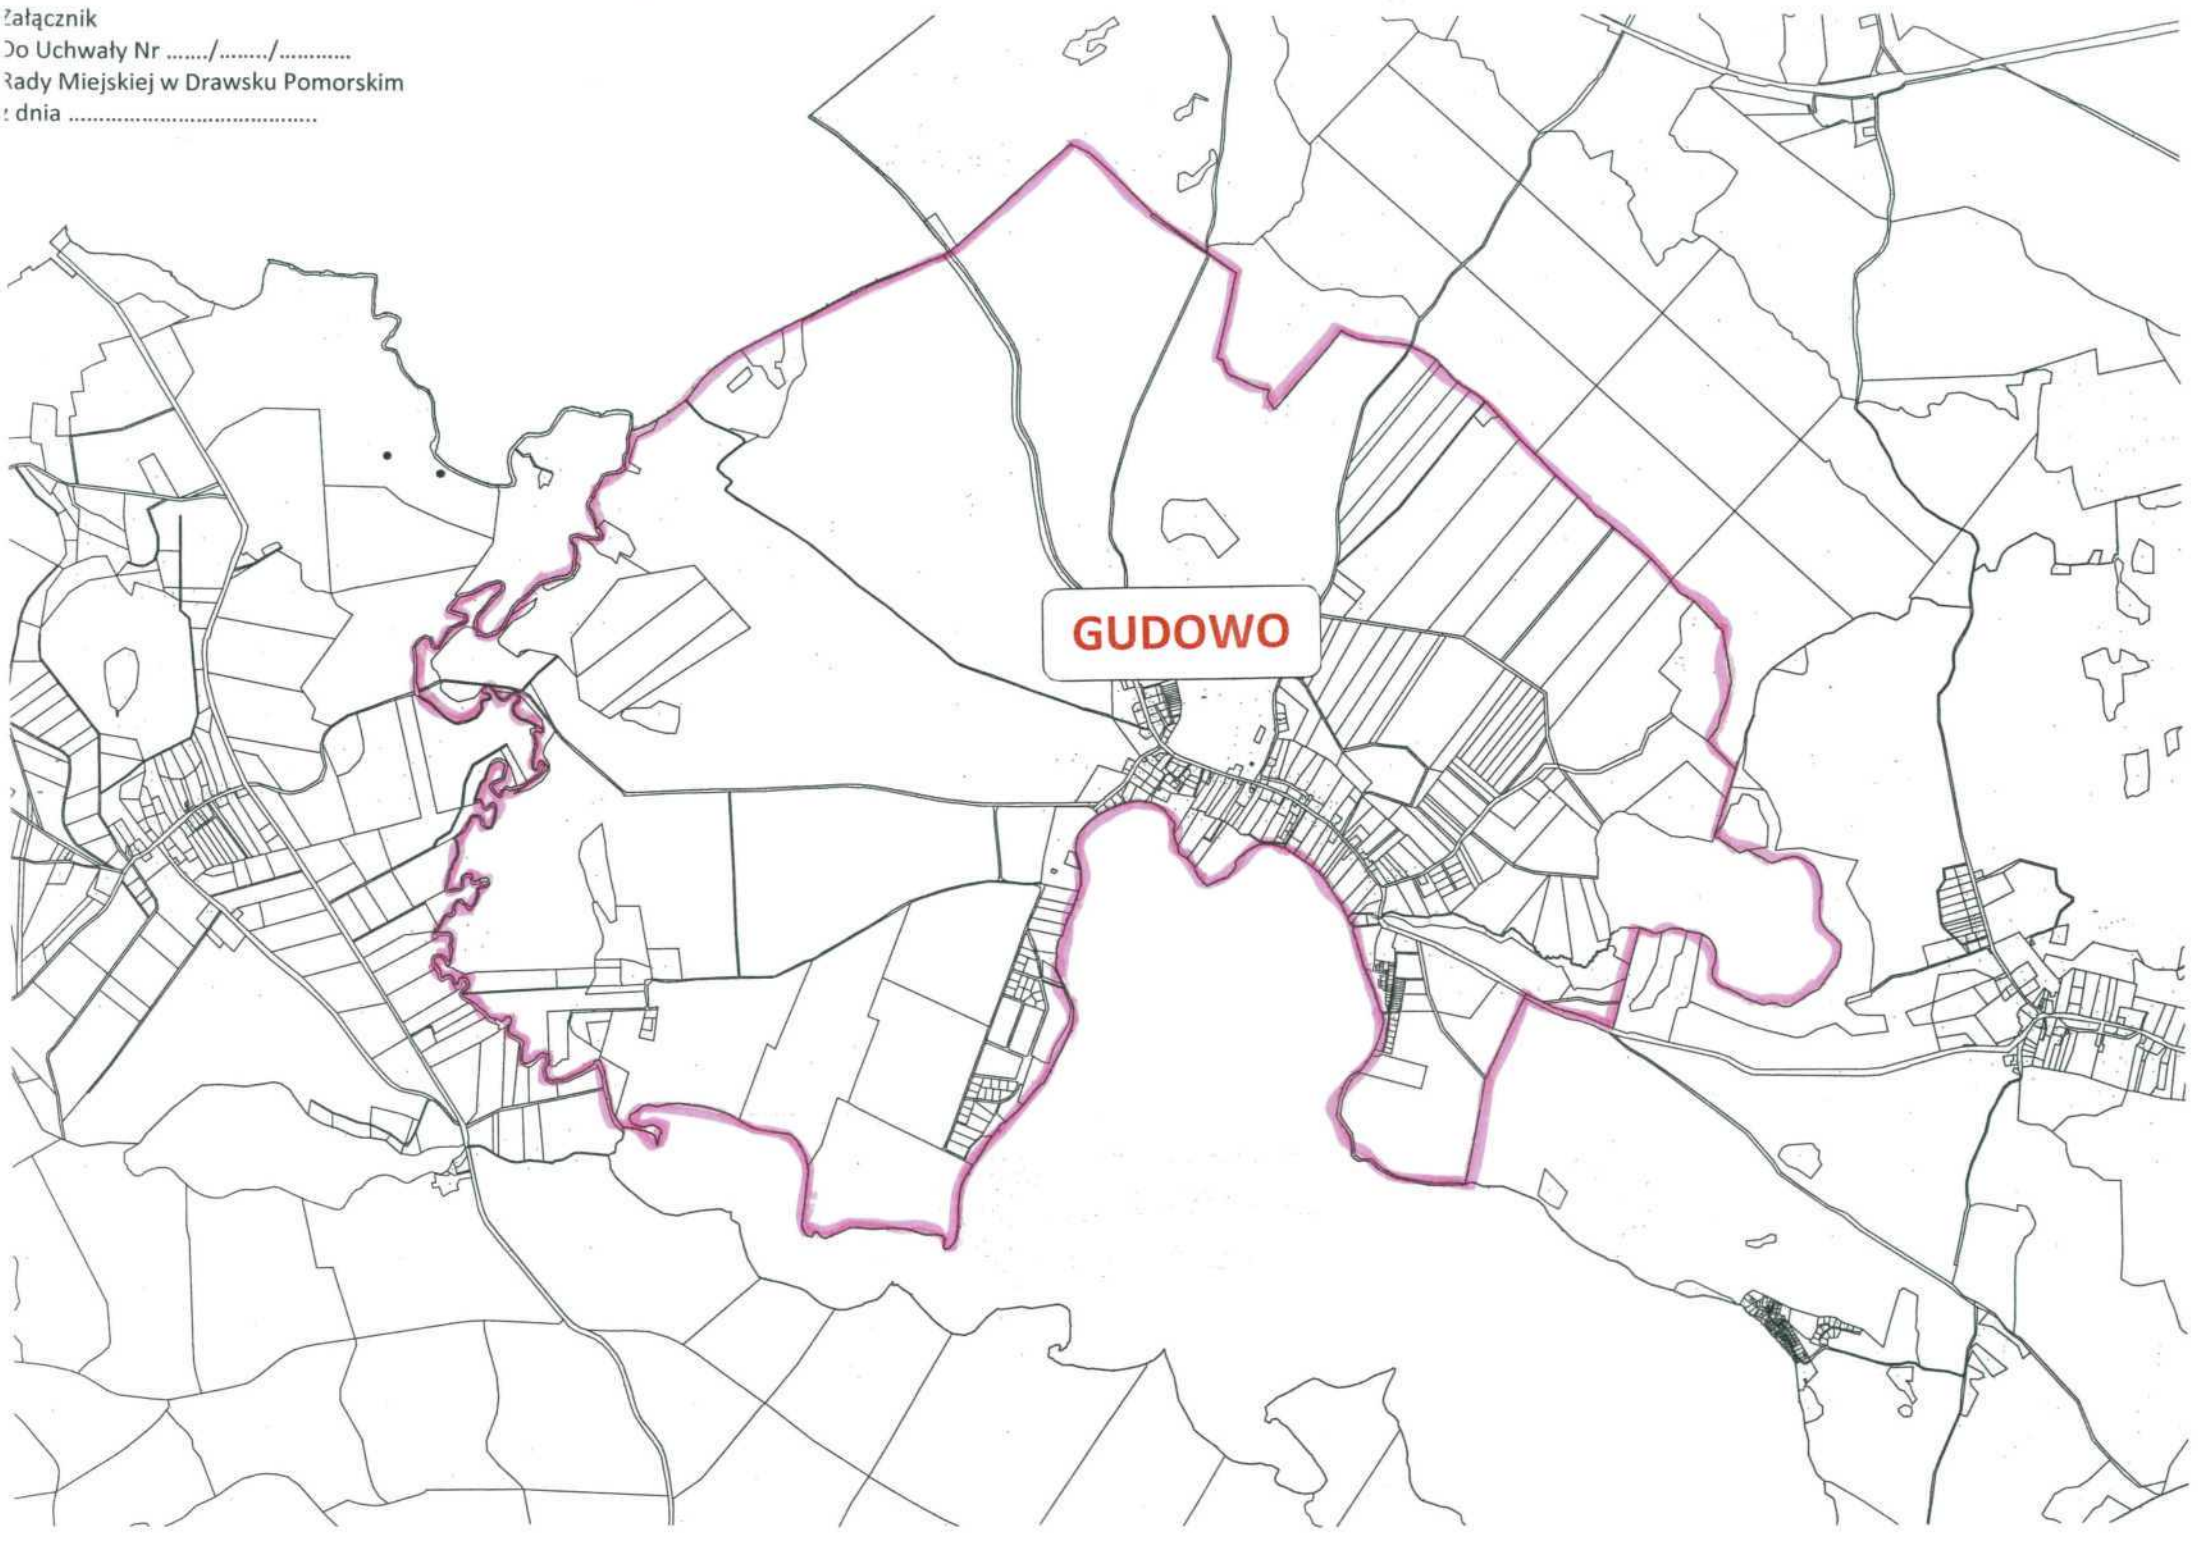 Załącznik
Do Uchwały Nr ......./......../............
Rady Miejskiej w Drawsku Pomorskim
z dnia ........................................
GUDOWO